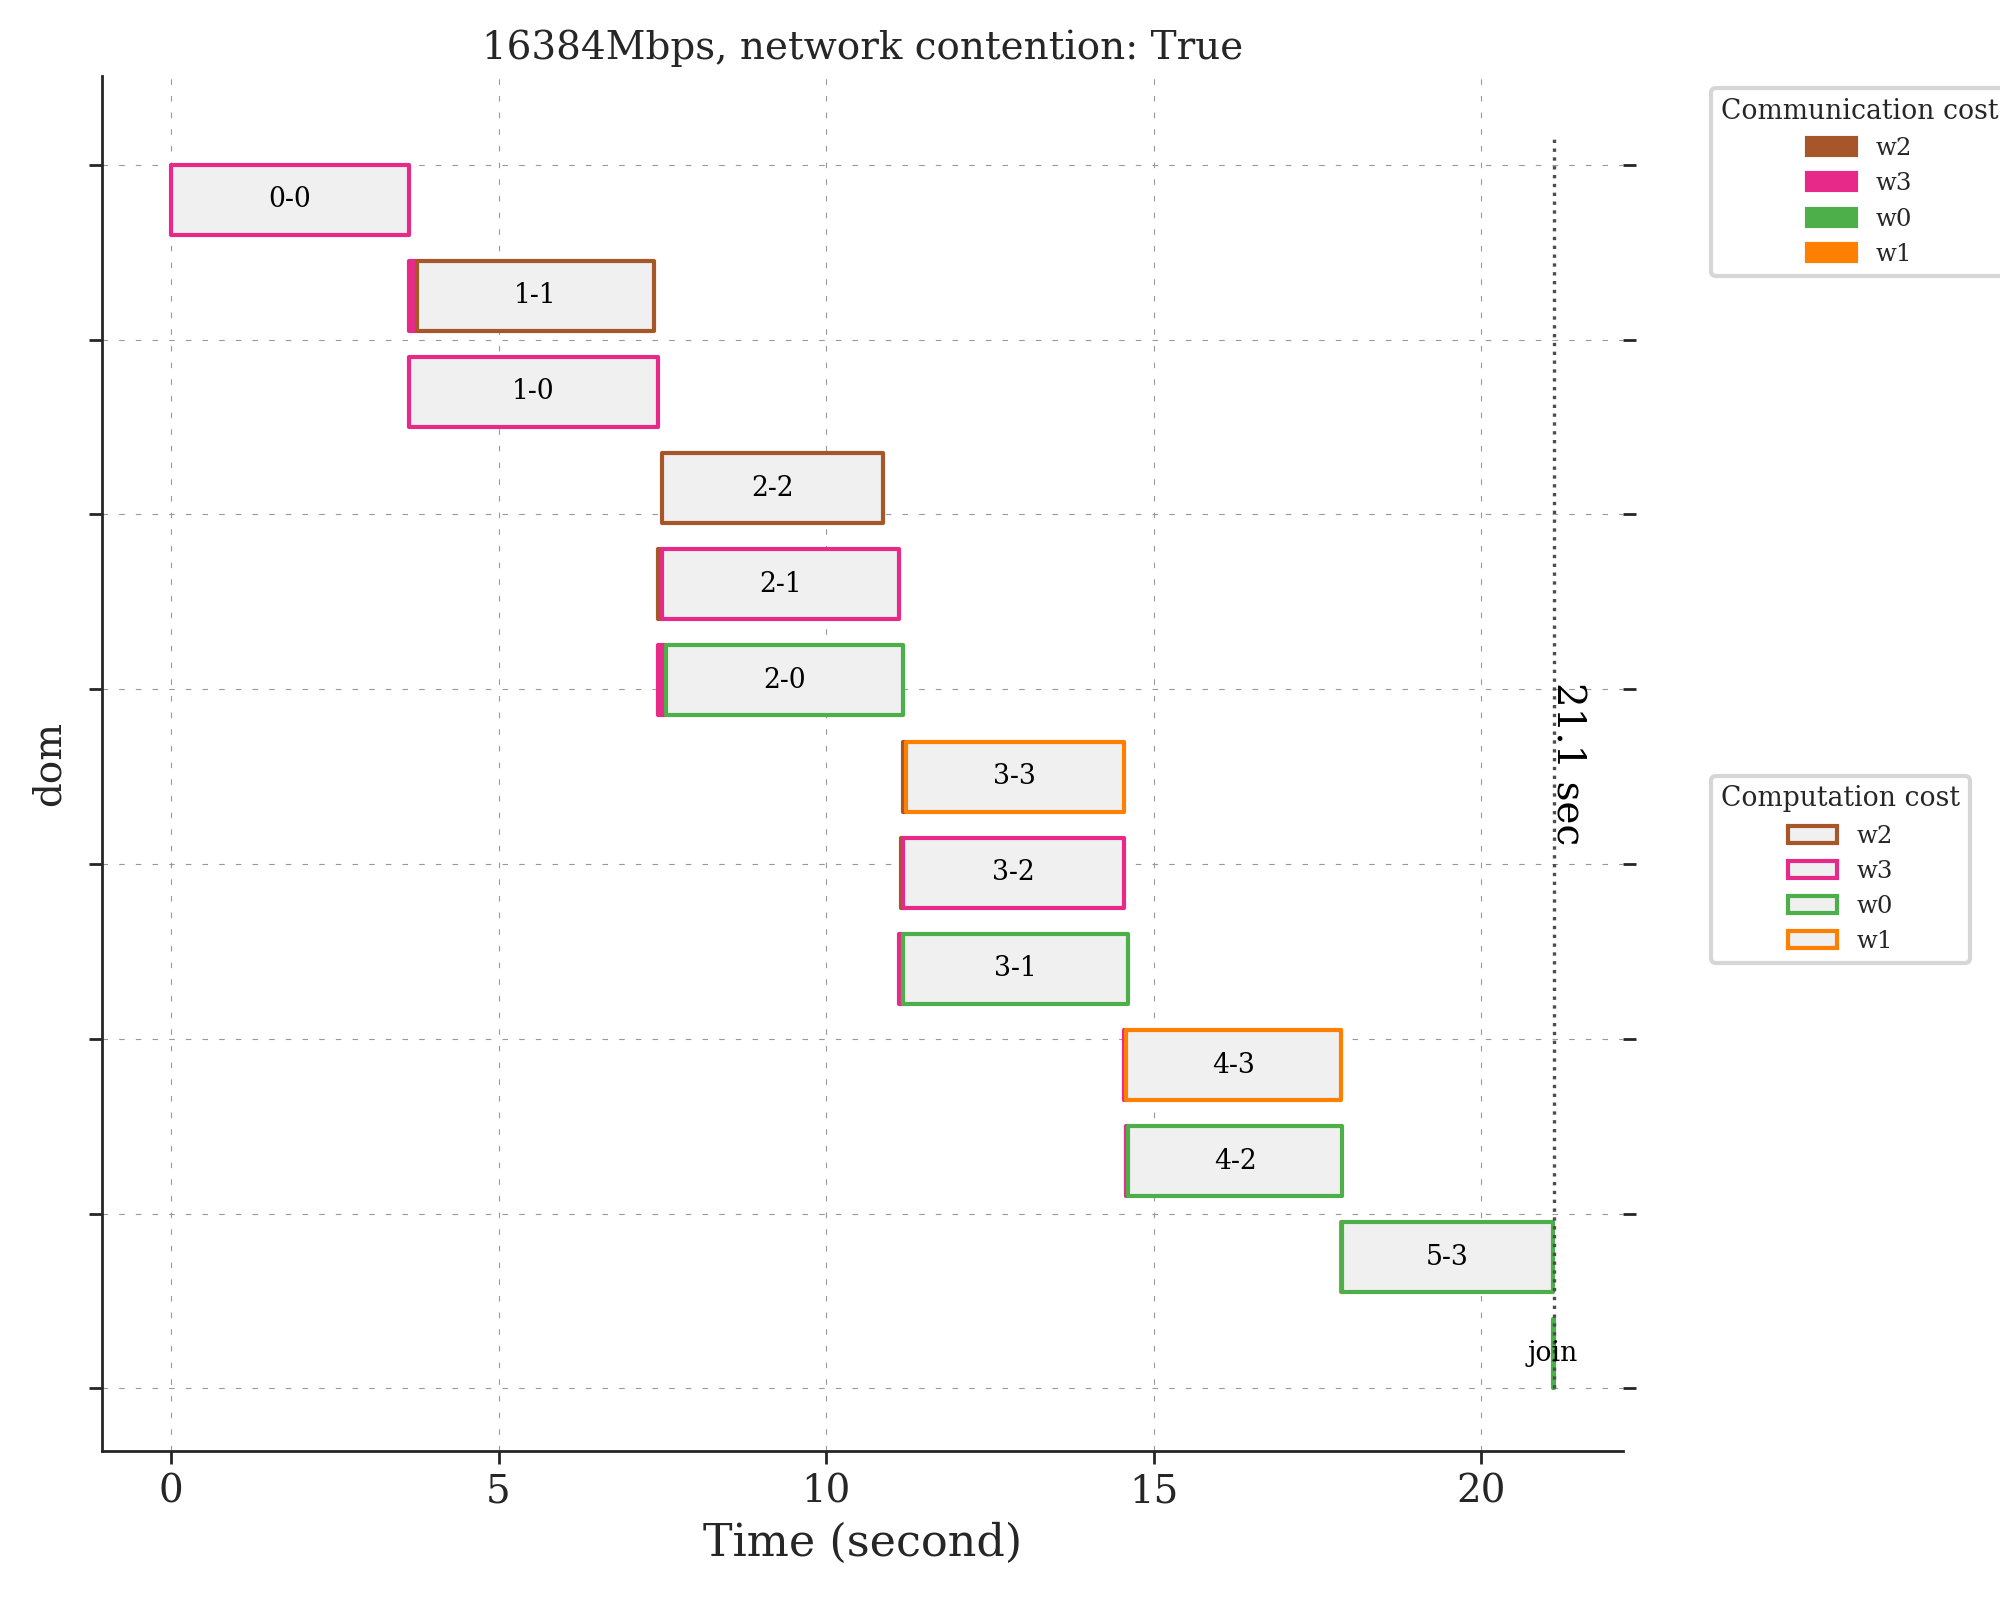 16384Mbps, network contention: True
Communication cost
w2
w3
w0
w1
0-0
1-1
1-0
2-2
2-1
2-0
3-3
3-2
3-1
4-3
4-2
5-3
join
21.1 sec
dom
Computation cost
w2
w3
w0
w1
0
5
10
15
20
Time (second)